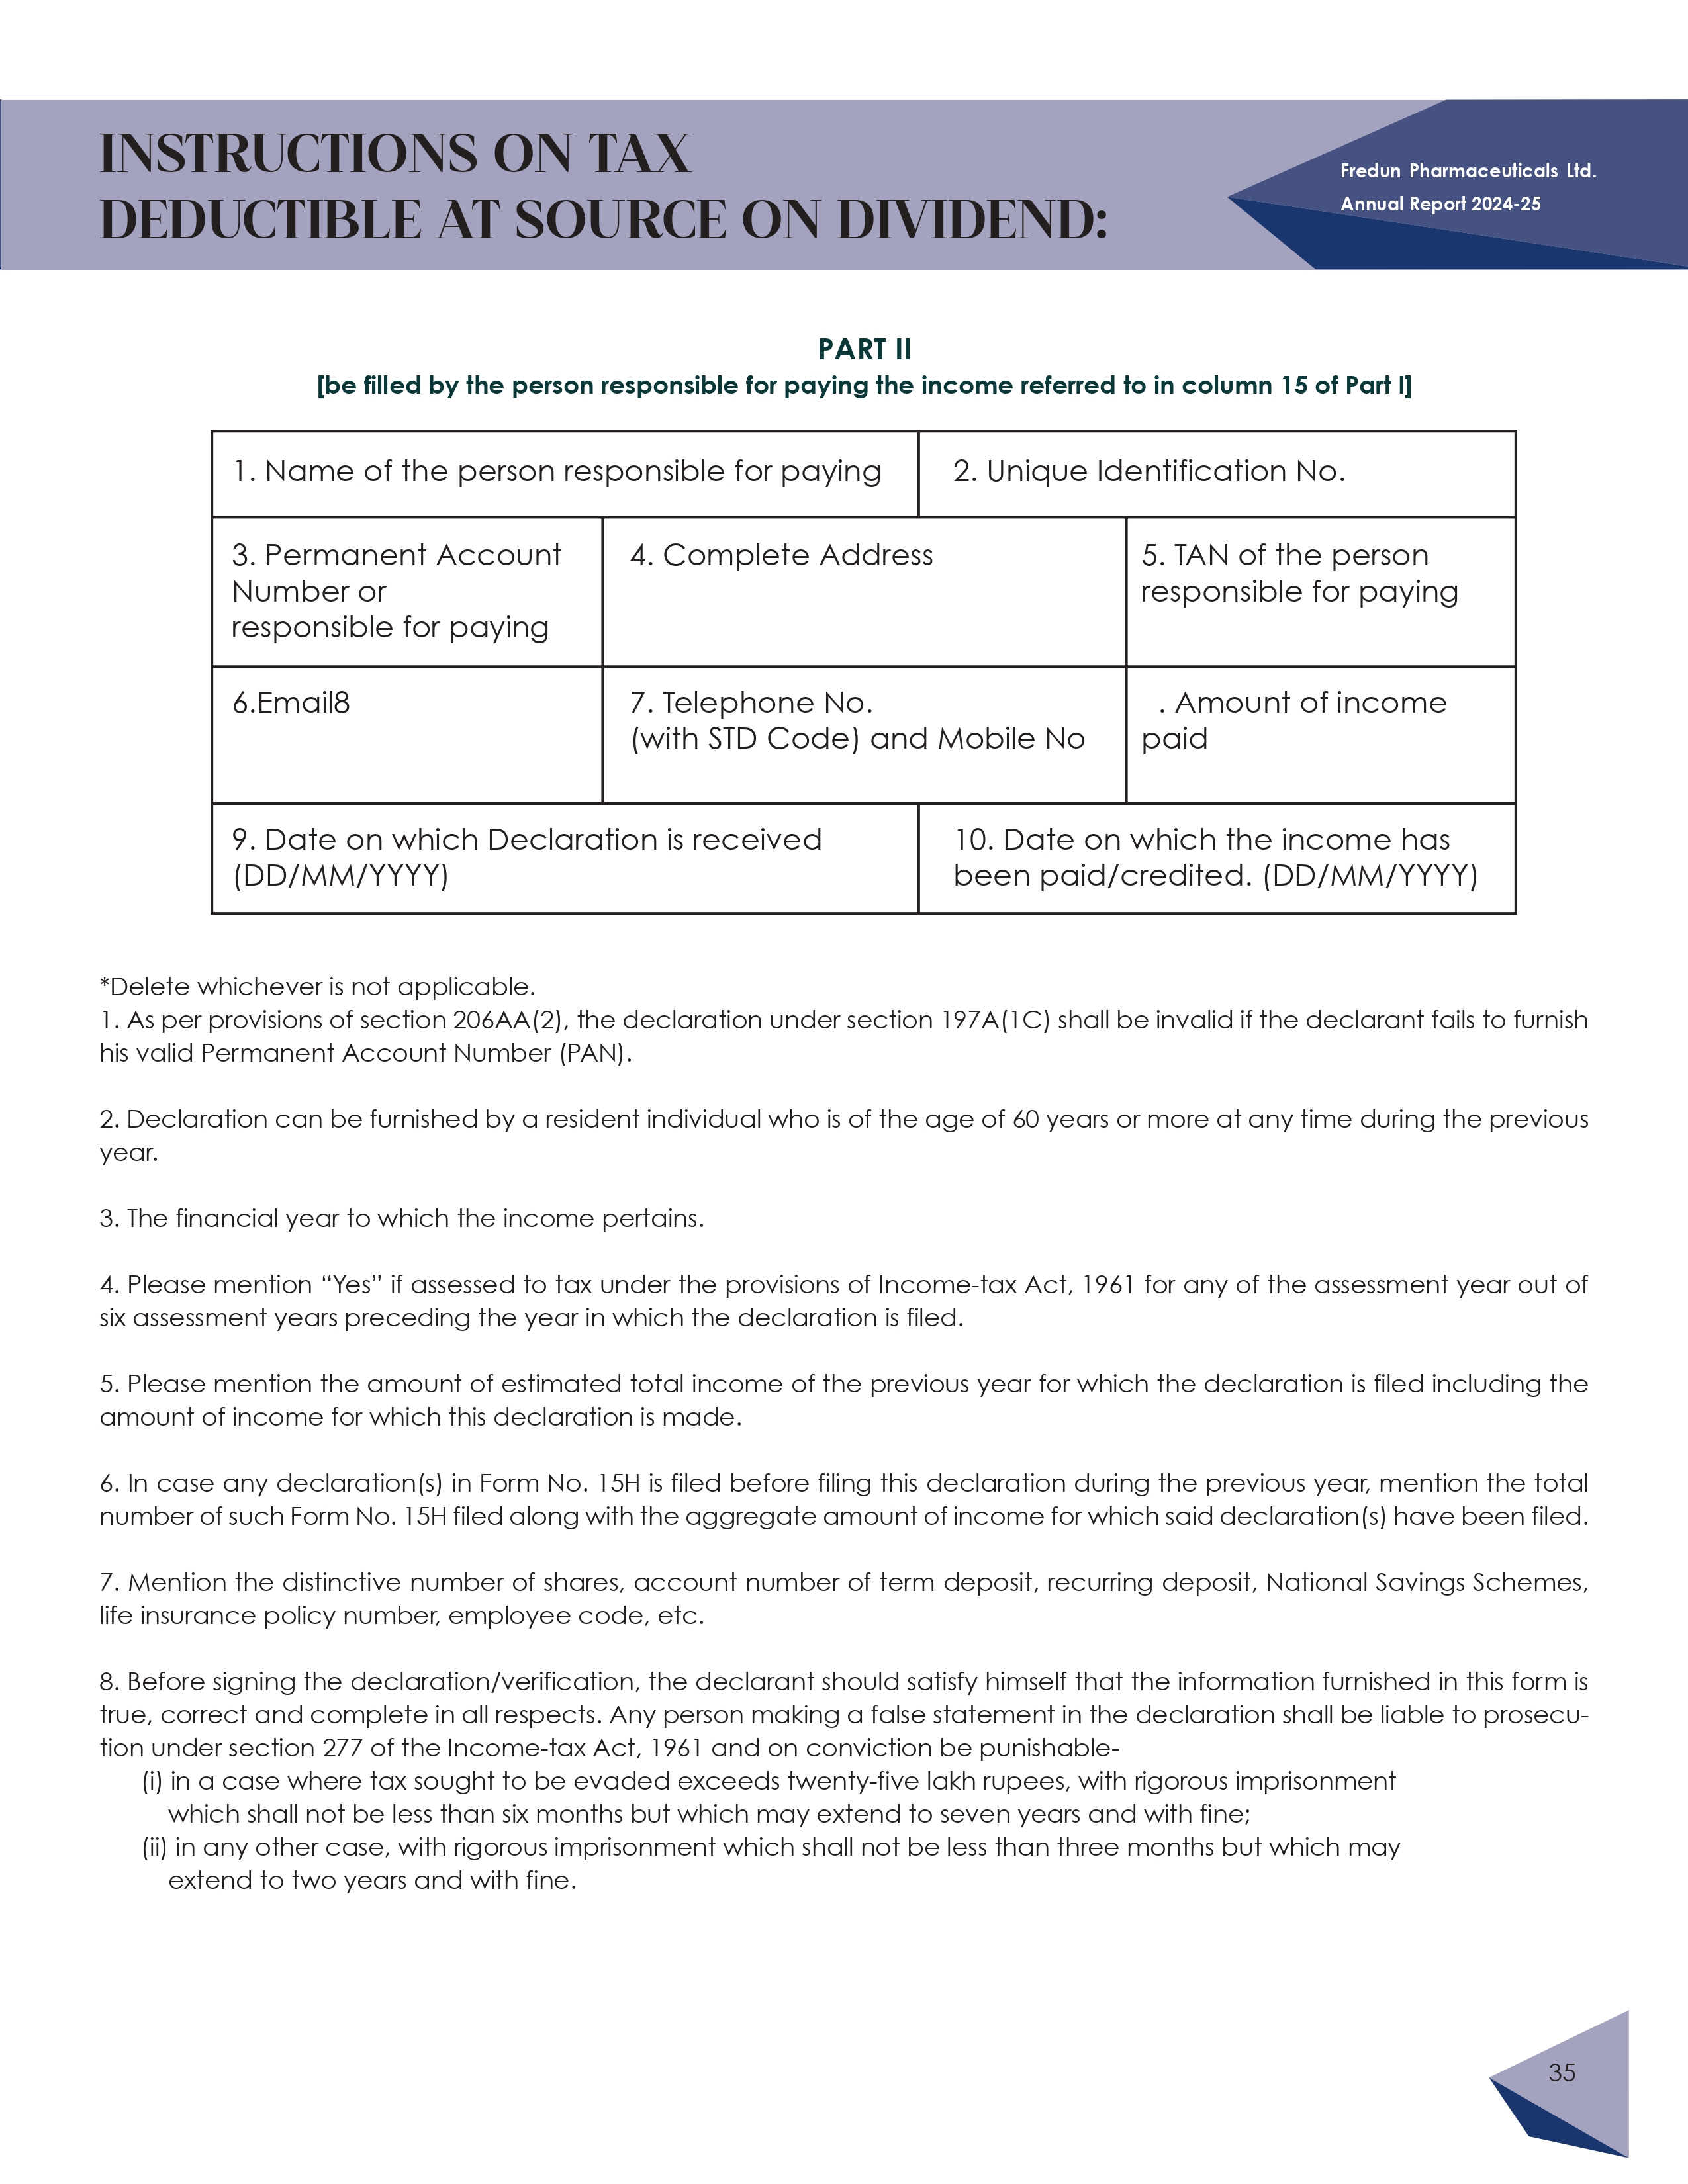 INSTRUCTIONS ON TAX
DEDUCTIBLE AT SOURCE ON DIVIDEND:
Fredun Pharmaceuticals Ltd.
Annual Report 2024-25
PART II
[be filled by the person responsible for paying the income referred to in column 15 of Part I]
1. Name of the person responsible for paying
2. Unique Identification No.
3. Permanent Account
Number or
responsible for paying
4. Complete Address
5. TAN of the person
responsible for paying
6.Email8
7. Telephone No.
(with STD Code) and Mobile No
. Amount of income
paid
9. Date on which Declaration is received
(DD/MM/YYYY)
10. Date on which the income has
been paid/credited. (DD/MM/YYYY)
*Delete whichever is not applicable.
1. As per provisions of section 206AA(2), the declaration under section 197A(1C) shall be invalid if the declarant fails to furnish
his valid Permanent Account Number (PAN).
2. Declaration can be furnished by a resident individual who is of the age of 60 years or more at any time during the previous
year.
3. The financial year to which the income pertains.
4. Please mention “Yes” if assessed to tax under the provisions of Income-tax Act, 1961 for any of the assessment year out of
six assessment years preceding the year in which the declaration is filed.
5. Please mention the amount of estimated total income of the previous year for which the declaration is filed including the
amount of income for which this declaration is made.
6. In case any declaration(s) in Form No. 15H is filed before filing this declaration during the previous year, mention the total
number of such Form No. 15H filed along with the aggregate amount of income for which said declaration(s) have been filed.
7. Mention the distinctive number of shares, account number of term deposit, recurring deposit, National Savings Schemes,
life insurance policy number, employee code, etc.
8. Before signing the declaration/verification, the declarant should satisfy himself that the information furnished in this form is
true, correct and complete in all respects. Any person making a false statement in the declaration shall be liable to prosecu-
tion under section 277 of the Income-tax Act, 1961 and on conviction be punishable-
(i) in a case where tax sought to be evaded exceeds twenty-five lakh rupees, with rigorous imprisonment
which shall not be less than six months but which may extend to seven years and with fine;
(ii) in any other case, with rigorous imprisonment which shall not be less than three months but which may
extend to two years and with fine.
35